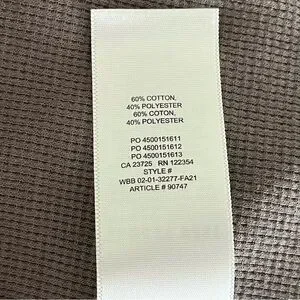 60% COTTON,
40% POLYESTER
60% COTON,
40% POLYESTER
PO 4500151611
PO 4500151612
PO 4500151613
CA 23725 RN 122354
STYLE #
WBB 02-01-32277-FA21
ARTICLE # 90747